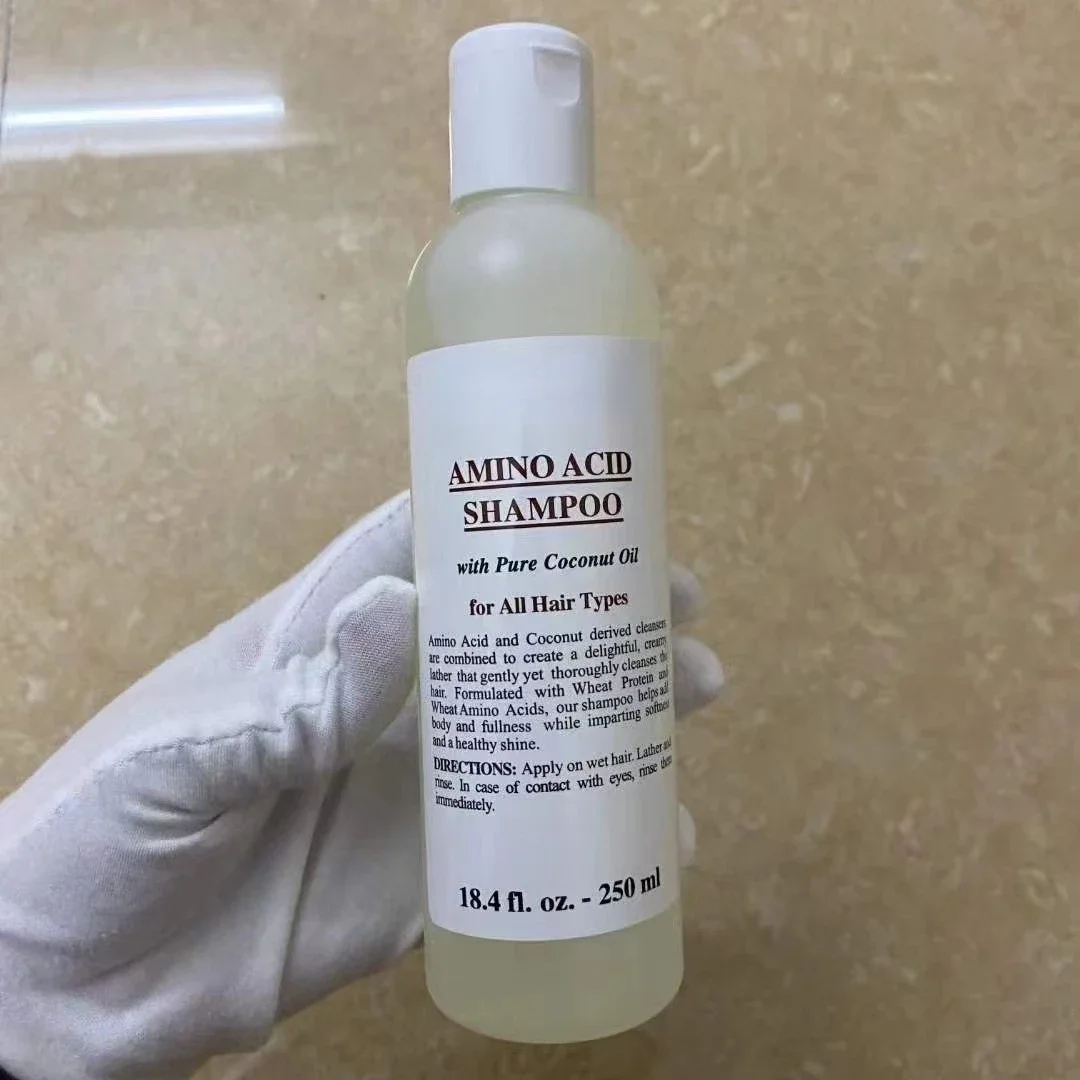 AMINO ACID
SHAMPOO
with Pure Coconut Oil
for All Hair Types
Amino Acid and Coconut derived cleansers
are combined to create a delightful, creamy
lather that gently yet thoroughly cleanses the
hair. Formulated with Wheat Protein and
Wheat Amino Acids, our shampoo helps add
body and fullness while imparting softness
and a healthy shine.
DIRECTIONS: Apply on wet hair. Lather and
rinse. In case of contact with eyes, rinse them
immediately.
18.4 fl. oz. - 250 ml